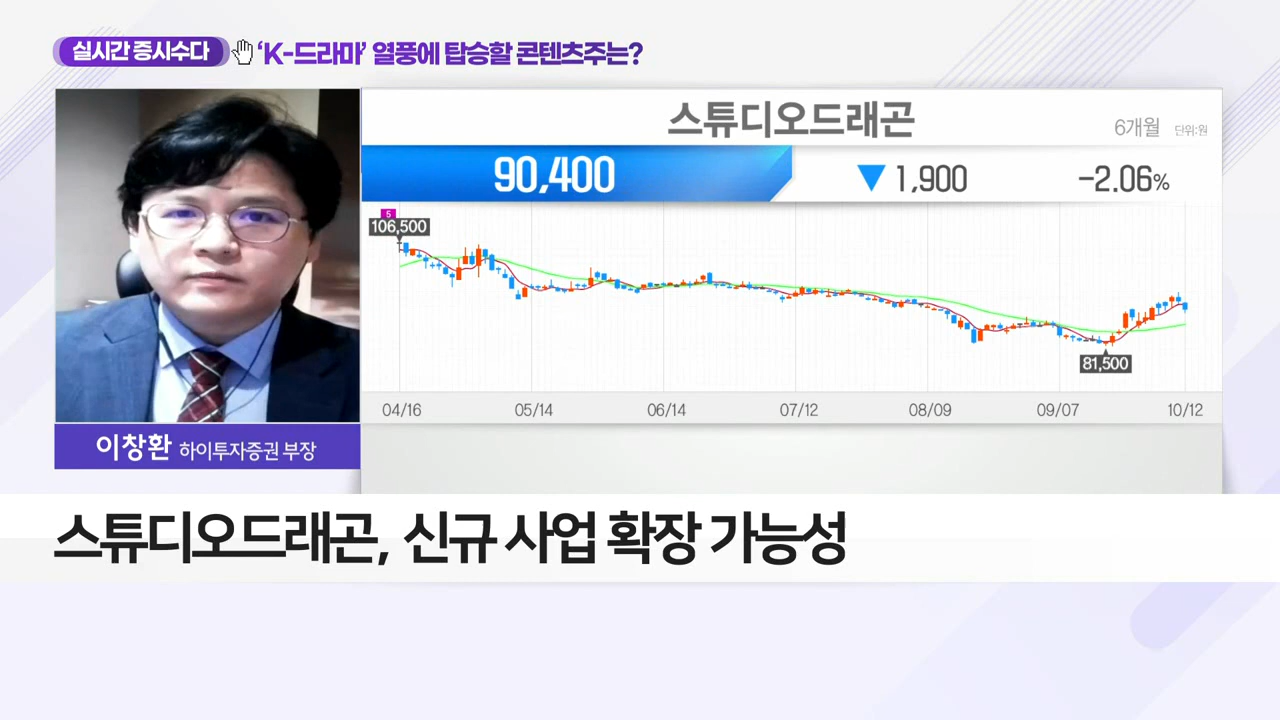 실시간 증시수다 'K-드라마' 열풍에 탑승할 콘텐츠주는?
스튜디오드래곤
6개월 단위:원
90,400 ▼ 1,900 -2.06%
5
106,500
81,500
04/16 05/14 06/14 07/12 08/09 09/07 10/12
이창환 하이투자증권 부장
스튜디오드래곤, 신규 사업 확장 가능성